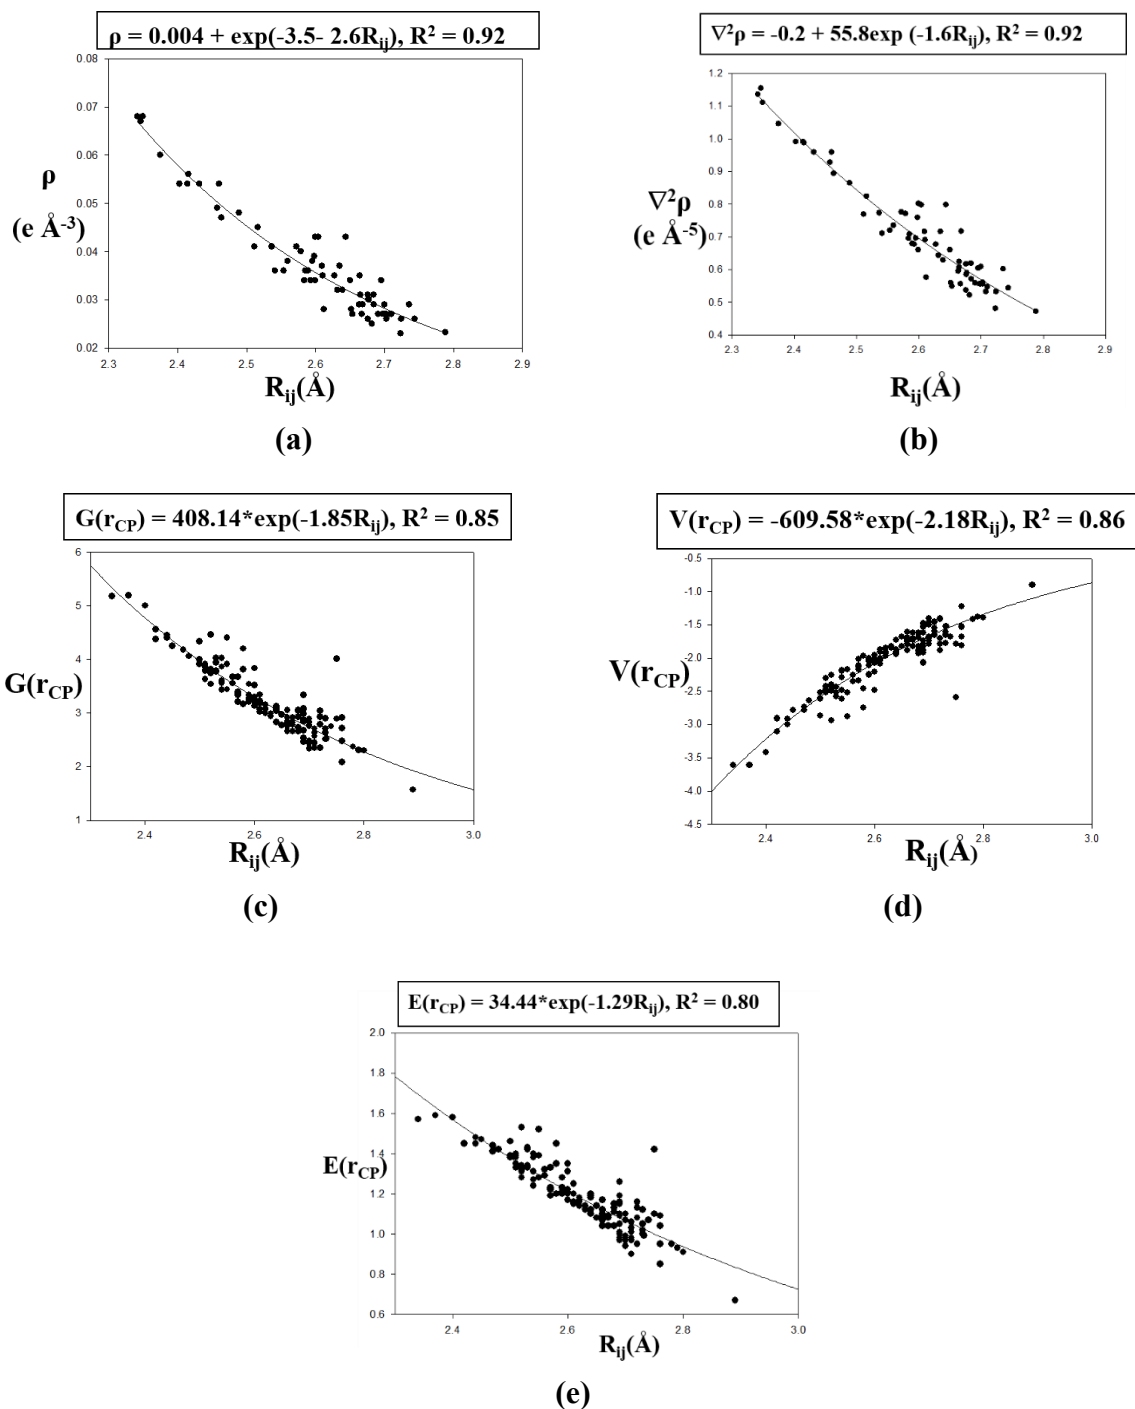 ρ = 0.004 + exp(-3.5- 2.6Rij), R2 = 0.92
0.08
0.07
0.06
0.05
0.04
0.03
0.02
ρ
(e Å-3)
2.3 2.4 2.5 2.6 2.7 2.8 2.9
Rij(Å)
(a)
∇2ρ = -0.2 + 55.8exp (-1.6Rij), R2 = 0.92
1.2
1.1
1.0
0.9
0.8
0.7
0.6
0.5
0.4
∇2ρ
(e Å-5)
2.3 2.4 2.5 2.6 2.7 2.8 2.9
Rij(Å)
(b)
G(rCP) = 408.14*exp(-1.85Rij), R2 = 0.85
6
5
4
3
2
1
G(rCP)
2.4 2.6 2.8 3.0
Rij(Å)
(c)
V(rCP) = -609.58*exp(-2.18Rij), R2 = 0.86
-0.5
-1.0
-1.5
-2.0
-2.5
-3.0
-3.5
-4.0
-4.5
V(rCP)
2.4 2.6 2.8 3.0
Rij(Å)
(d)
E(rCP) = 34.44*exp(-1.29Rij), R2 = 0.80
2.0
1.8
1.6
1.4
1.2
1.0
0.8
0.6
E(rCP)
2.4 2.6 2.8 3.0
Rij(Å)
(e)